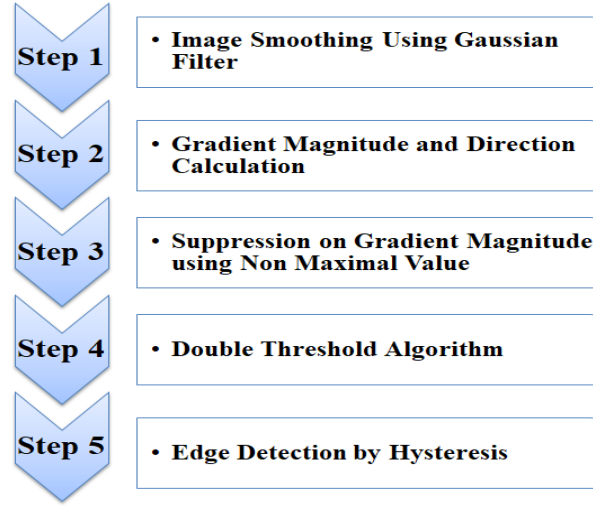 Step 1
• Image Smoothing Using Gaussian
Filter
Step 2
• Gradient Magnitude and Direction
Calculation
Step 3
• Suppression on Gradient Magnitude
using Non Maximal Value
Step 4
• Double Threshold Algorithm
Step 5
• Edge Detection by Hysteresis